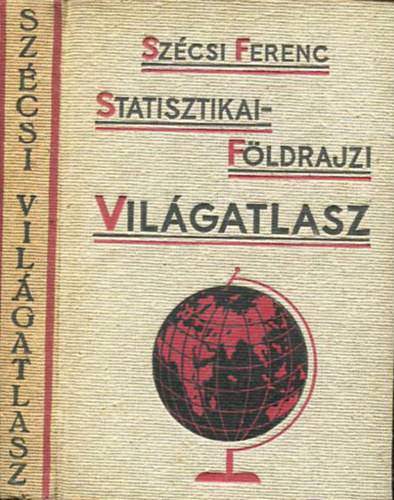 SZÉCSI VILÁGATLASZ
SZÉCSI FERENC
STATISZTIKAI-
FÖLDRAJZI
VILÁGATLASZ